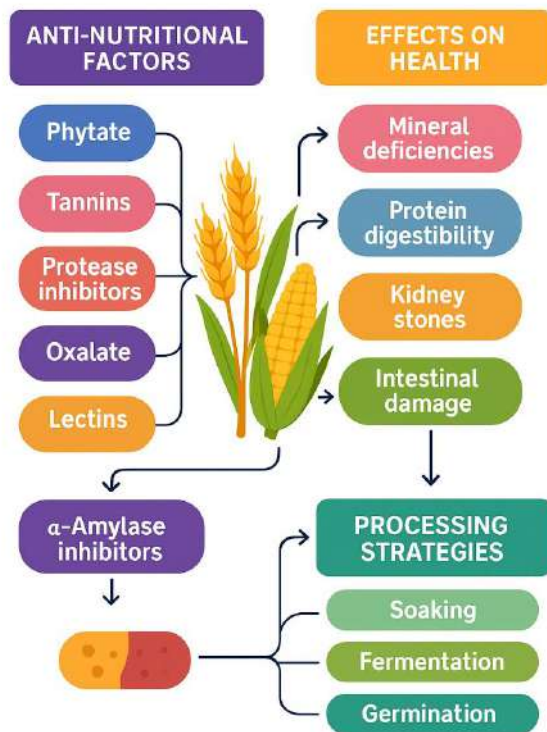 ANTI-NUTRITIONAL
FACTORS
Phytate
Tannins
Protease
inhibitors
Oxalate
Lectins
α-Amylase
inhibitors
EFFECTS ON
HEALTH
Mineral
deficiencies
Protein
digestibility
Kidney
stones
Intestinal
damage
PROCESSING
STRATEGIES
Soaking
Fermentation
Germination